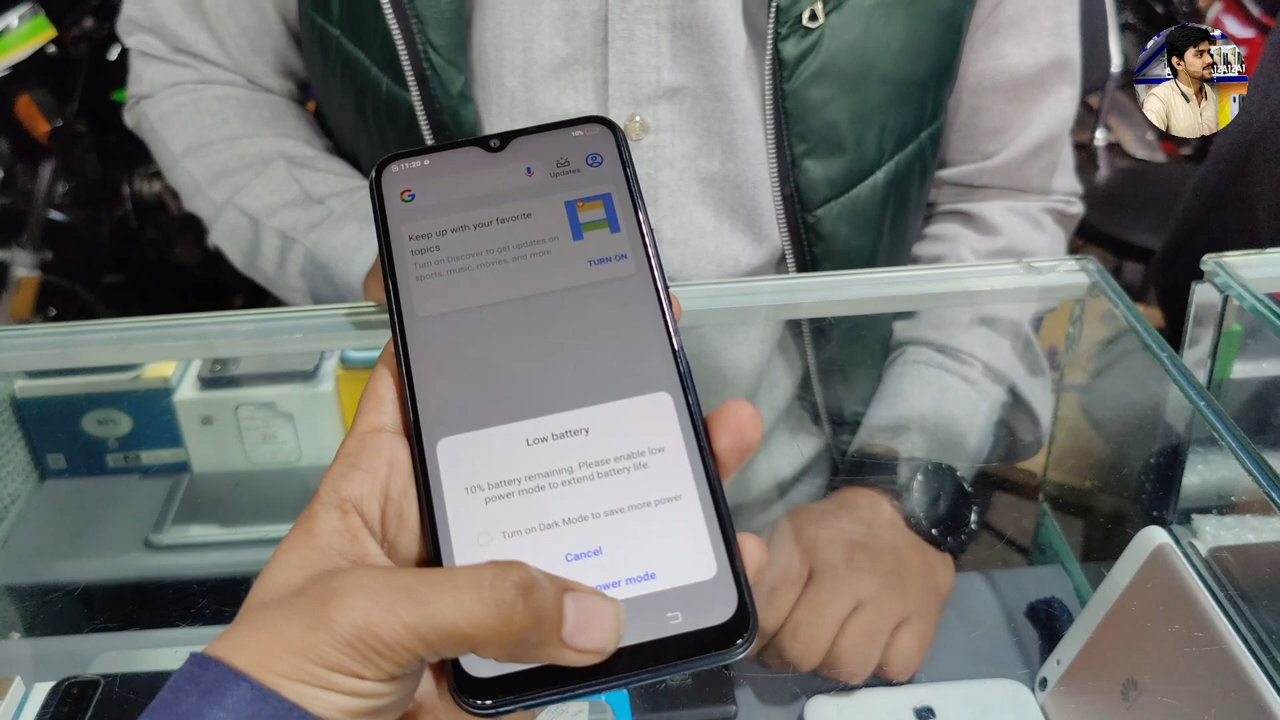 11:20
10%
Updates
Keep up with your favorite
topics
Turn on Discover to get updates on
sports, music, movies, and more
TURN ON
Low battery
10% battery remaining. Please enable low
power mode to extend battery life.
Turn on Dark Mode to save more power
Cancel
ower mode